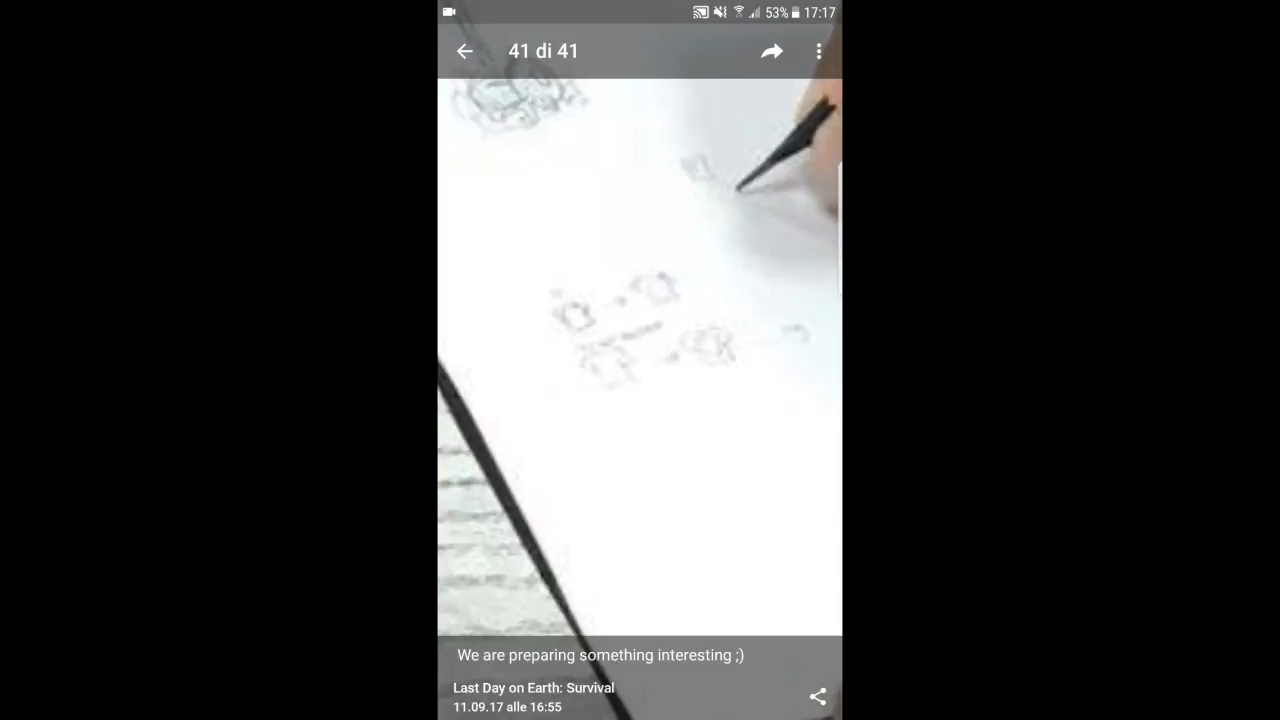 53% 17:17
41 di 41
We are preparing something interesting ;)
Last Day on Earth: Survival
11.09.17 alle 16:55